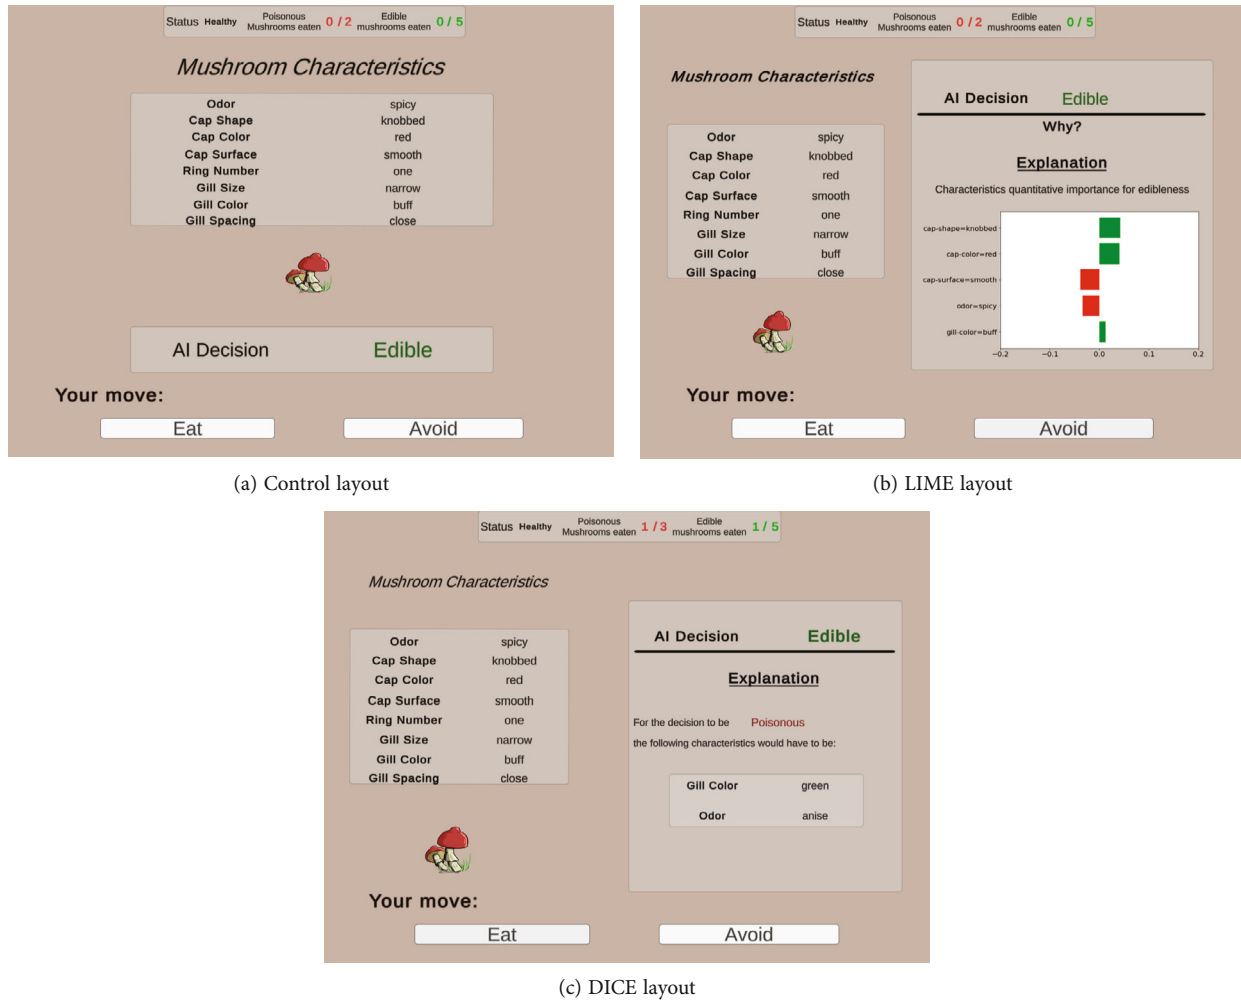 Status Healthy Poisonous Mushrooms eaten 0 / 2 Edible mushrooms eaten 0 / 5
Mushroom Characteristics
Odor spicy
Cap Shape knobbed
Cap Color red
Cap Surface smooth
Ring Number one
Gill Size narrow
Gill Color buff
Gill Spacing close
AI Decision Edible
Your move:
Eat Avoid
(a) Control layout
Status Healthy Poisonous Mushrooms eaten 0 / 2 Edible mushrooms eaten 0 / 5
Mushroom Characteristics
Odor spicy
Cap Shape knobbed
Cap Color red
Cap Surface smooth
Ring Number one
Gill Size narrow
Gill Color buff
Gill Spacing close
AI Decision Edible
Why?
Explanation
Characteristics quantitative importance for edibleness
cap-shape=knobbed
cap-color=red
cap-surface=smooth
odor=spicy
gill-color=buff
−0.2 −0.1 0.0 0.1 0.2
Your move:
Eat Avoid
(b) LIME layout
Status Healthy Poisonous Mushrooms eaten 1 / 3 Edible mushrooms eaten 1 / 5
Mushroom Characteristics
Odor spicy
Cap Shape knobbed
Cap Color red
Cap Surface smooth
Ring Number one
Gill Size narrow
Gill Color buff
Gill Spacing close
AI Decision Edible
Explanation
For the decision to be Poisonous
the following characteristics would have to be:
Gill Color green
Odor anise
Your move:
Eat Avoid
(c) DICE layout